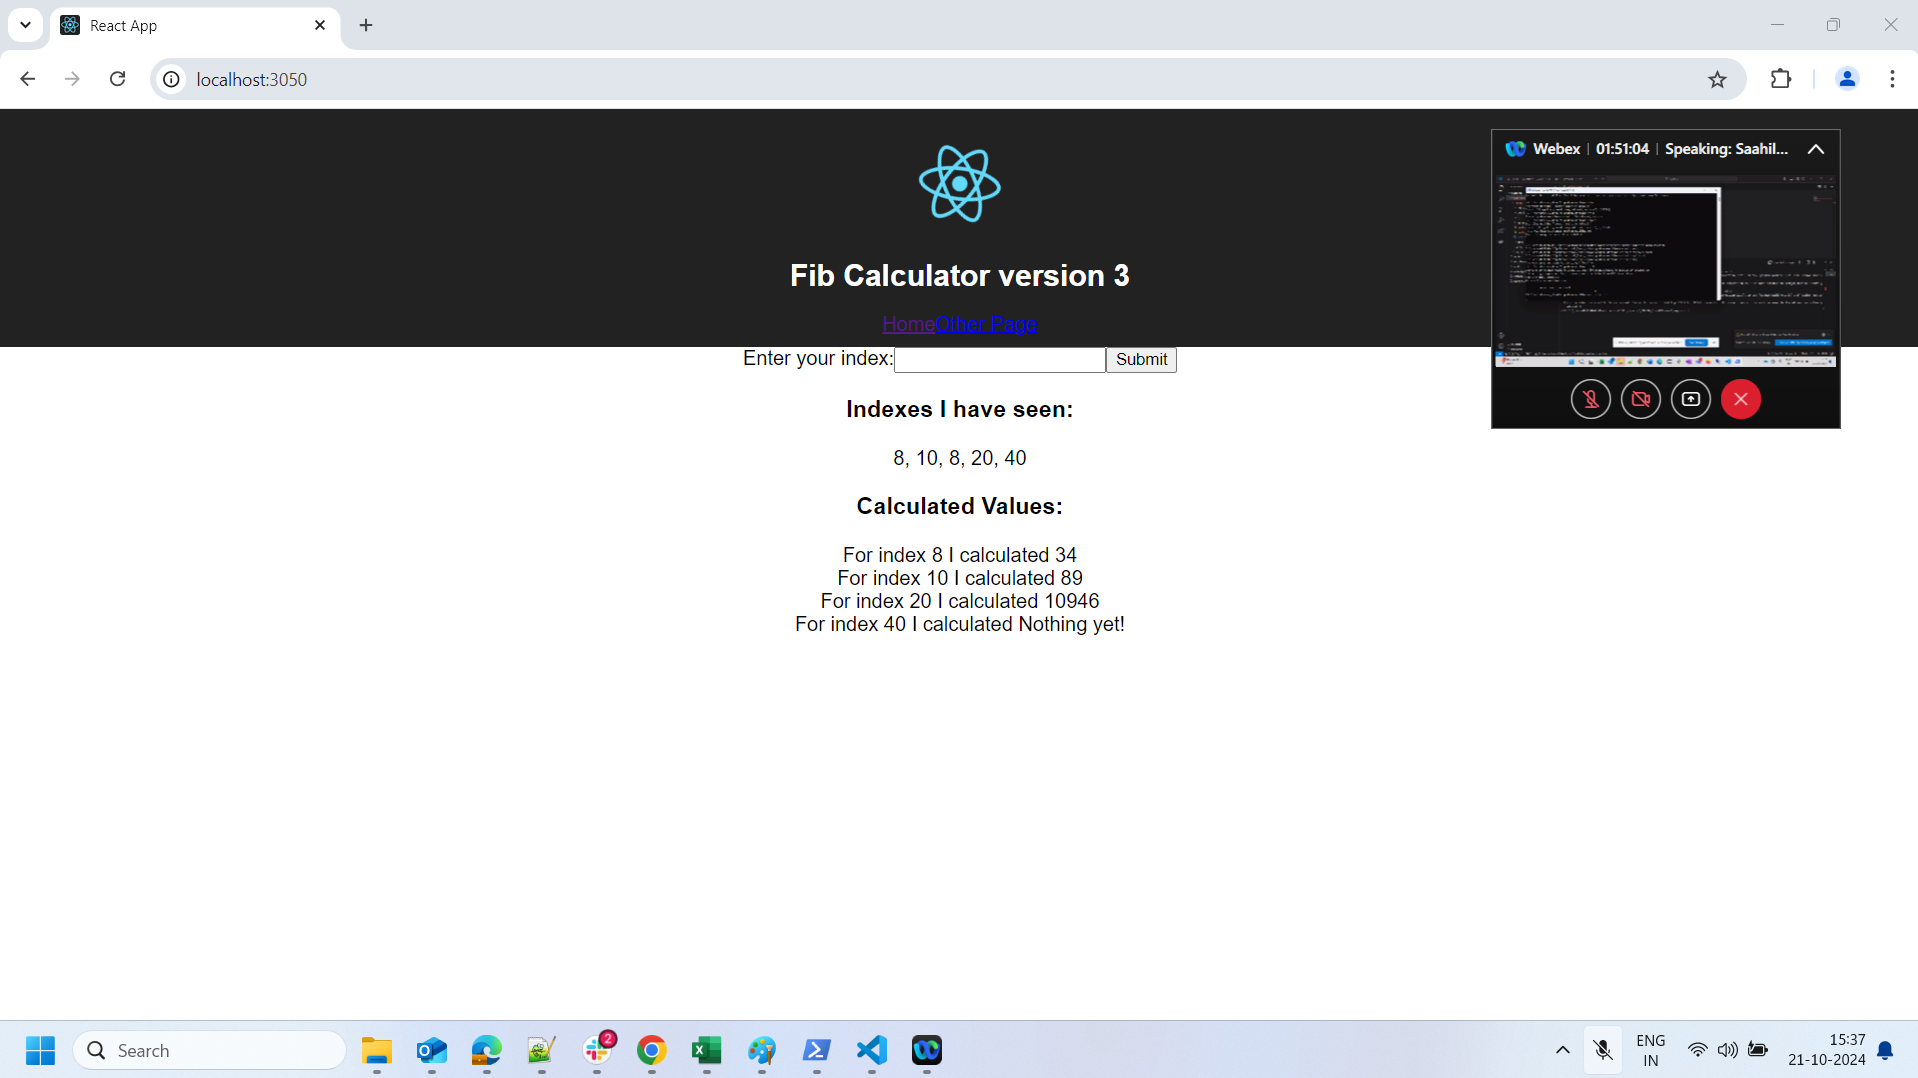 React App
localhost:3050
Webex | 01:51:04 | Speaking: Saahil...
Fib Calculator version 3
HomeOther Page
Enter your index: Submit
Indexes I have seen:
8, 10, 8, 20, 40
Calculated Values:
For index 8 I calculated 34
For index 10 I calculated 89
For index 20 I calculated 10946
For index 40 I calculated Nothing yet!
Search
2
ENG
IN
15:37
21-10-2024